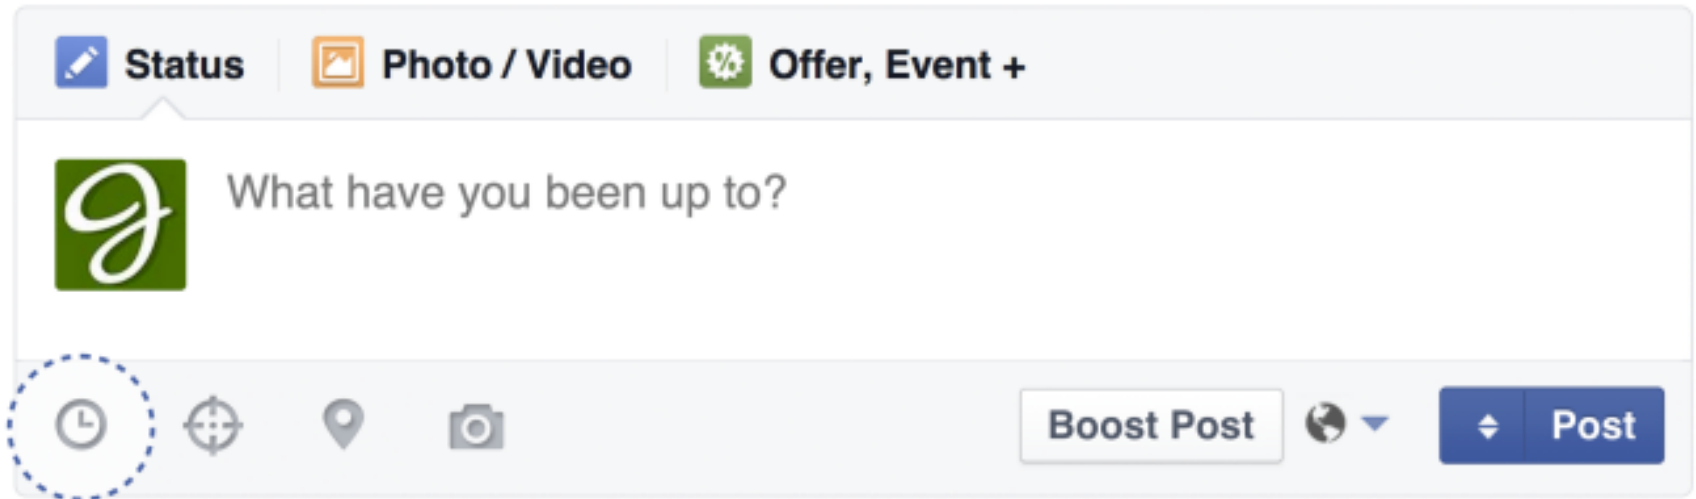 Status Photo / Video Offer, Event +
What have you been up to?
Boost Post Post